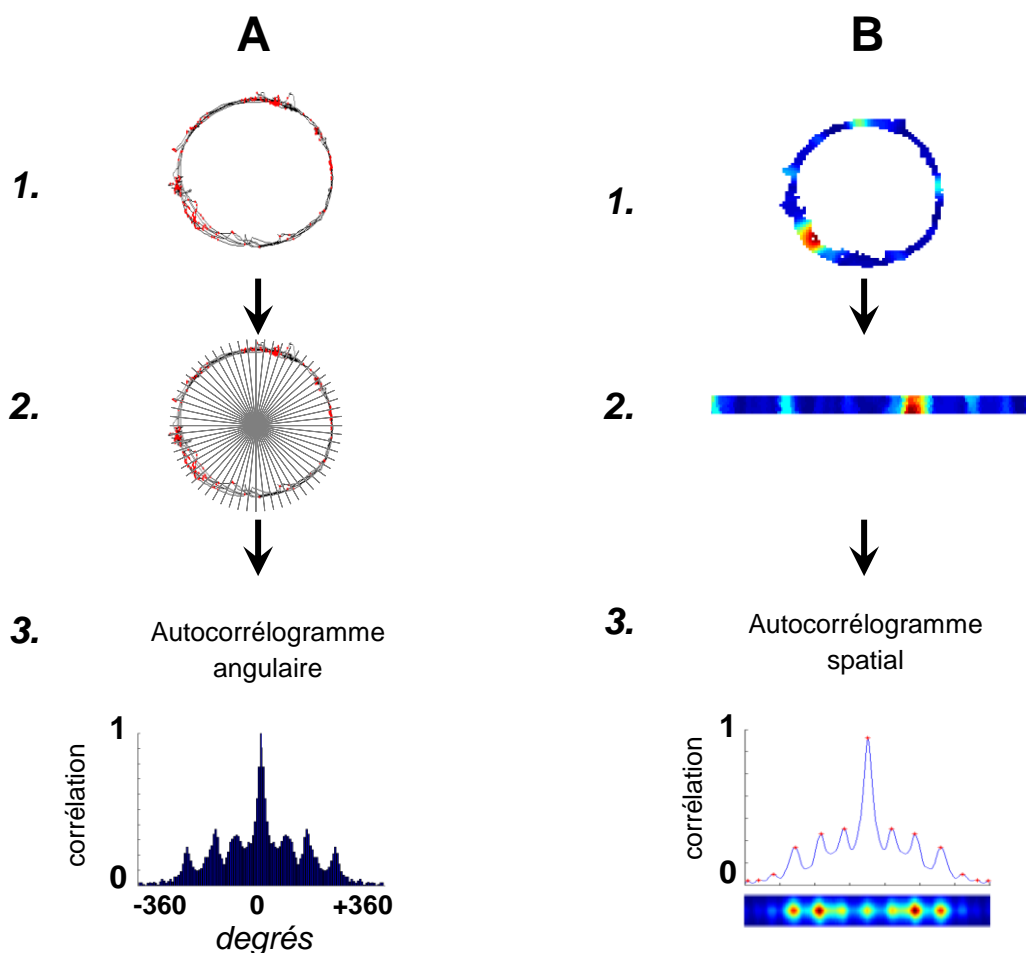 A
B
1.
1.
2.
2.
3.
Autocorrélogramme
angulaire
3.
Autocorrélogramme
spatial
1
corrélation
0
-360 0 +360
degrés
1
corrélation
0